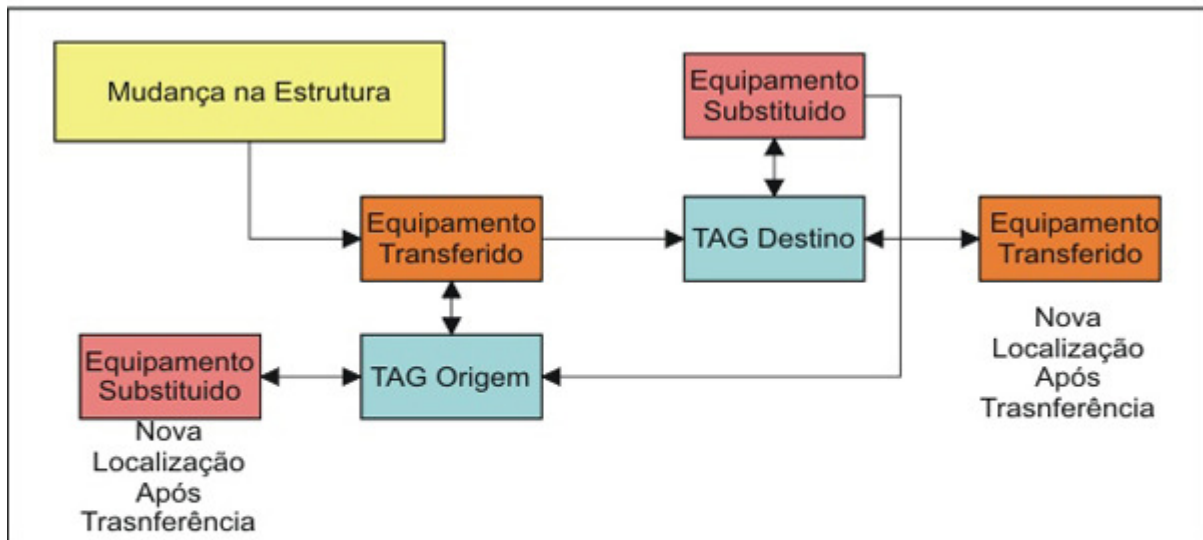 Mudança na Estrutura
Equipamento
Substituido
Equipamento
Transferido
TAG Destino
Equipamento
Transferido
Nova
Localização
Após
Trasnferência
Equipamento
Substituido
TAG Origem
Nova
Localização
Após
Trasnferência